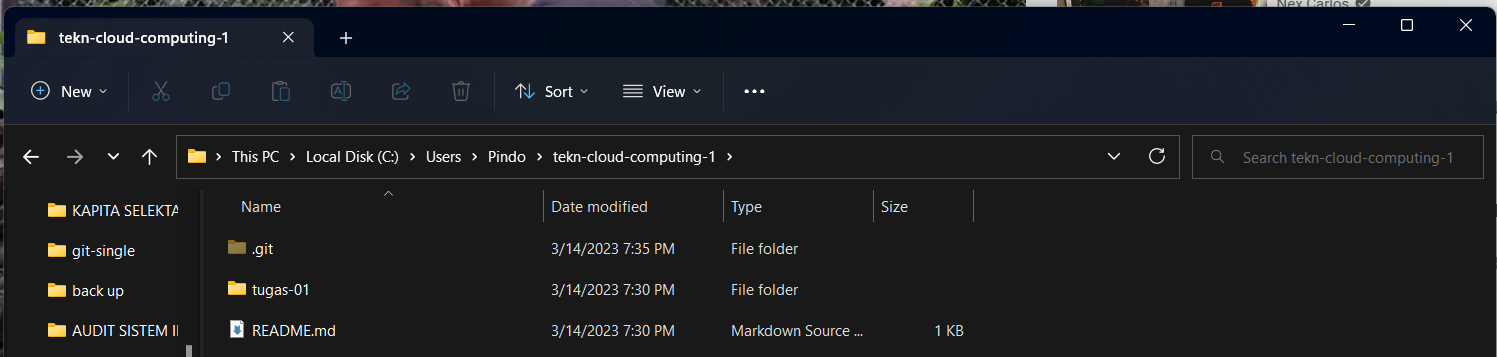 Nex Carlos
tekn-cloud-computing-1
New
Sort
View
This PC > Local Disk (C:) > Users > Pindo > tekn-cloud-computing-1 >
Search tekn-cloud-computing-1
KAPITA SELEKTA
git-single
back up
AUDIT SISTEM I
Name Date modified Type Size
.git 3/14/2023 7:35 PM File folder
tugas-01 3/14/2023 7:30 PM File folder
README.md 3/14/2023 7:30 PM Markdown Source ... 1 KB